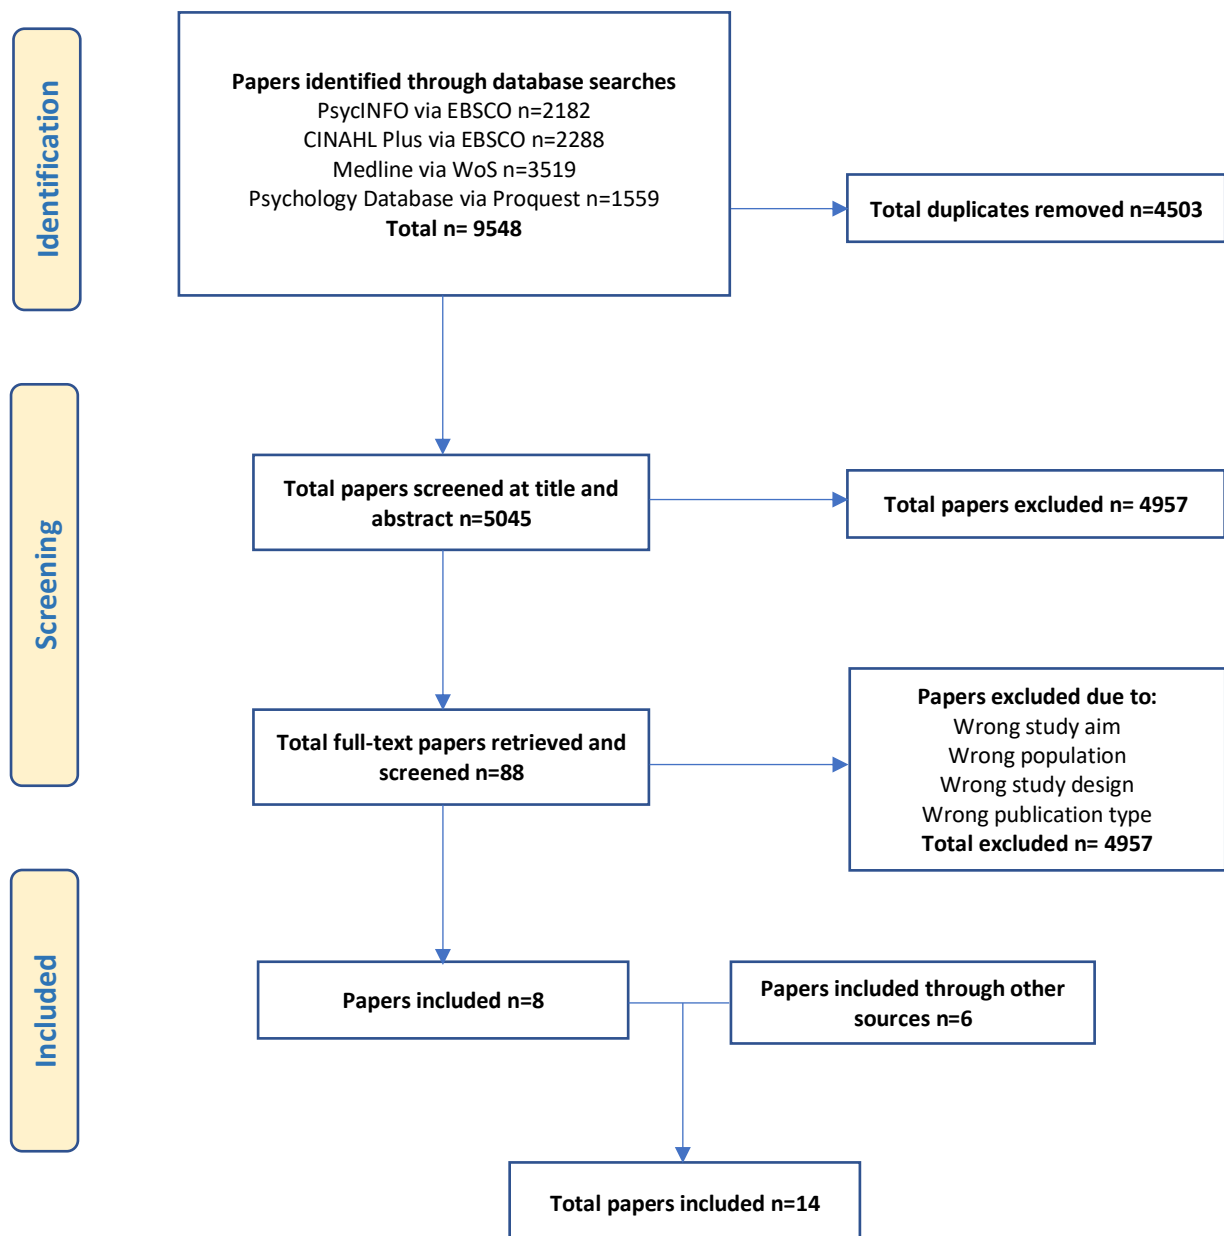 Identification
Papers identified through database searches
PsycINFO via EBSCO n=2182
CINAHL Plus via EBSCO n=2288
Medline via WoS n=3519
Psychology Database via Proquest n=1559
Total n= 9548
Total duplicates removed n=4503
Screening
Total papers screened at title and
abstract n=5045
Total papers excluded n= 4957
Total full-text papers retrieved and
screened n=88
Papers excluded due to:
Wrong study aim
Wrong population
Wrong study design
Wrong publication type
Total excluded n= 4957
Included
Papers included n=8
Papers included through other
sources n=6
Total papers included n=14